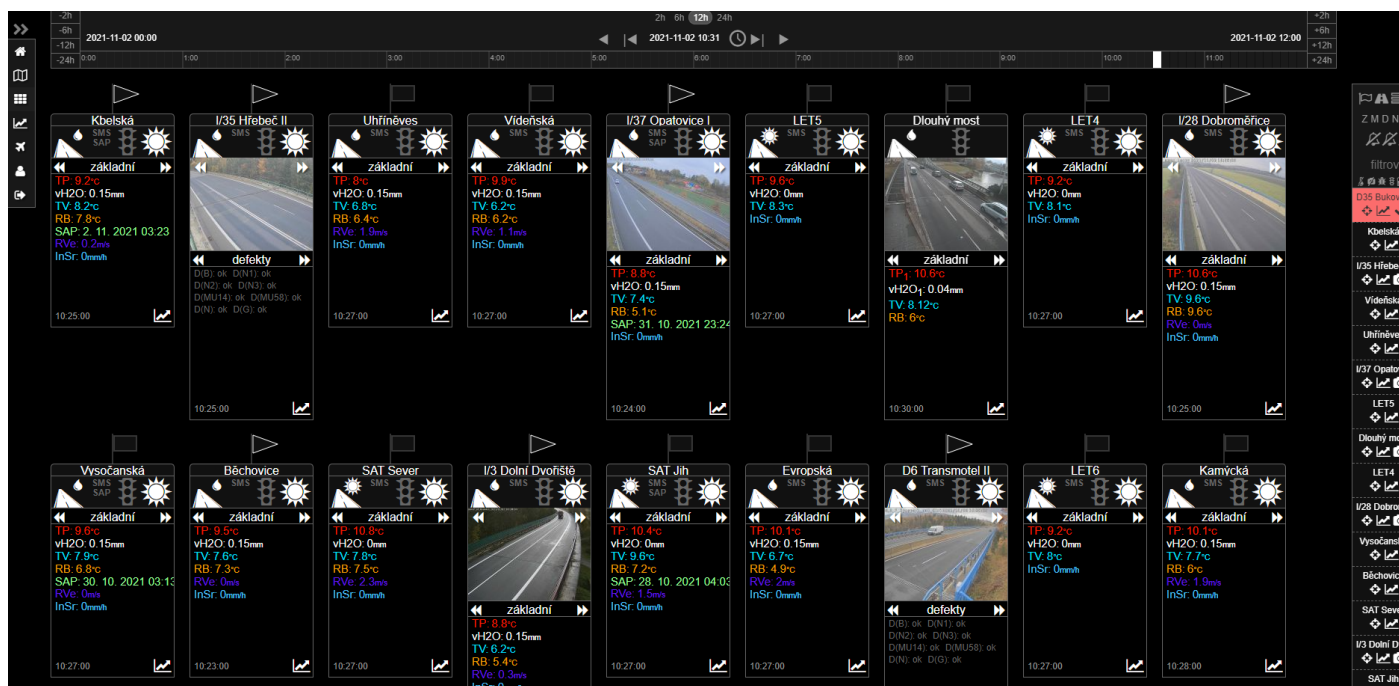 -2h
2h 6h 12h 24h
+2h
-6h
+6h
2021-11-02 00:00
2021-11-02 10:31
2021-11-02 12:00
-12h
+12h
-24h
0:00 1:00 2:00 3:00 4:00 5:00 6:00 7:00 8:00 9:00 10:00 11:00
+24h
Kbelská
SMS
SAP
základní
TP: 9.2°C
vH2O: 0.15mm
TV: 8.2°C
RB: 7.8°C
SAP: 2. 11. 2021 03:23
RVe: 0.2m/s
InSr: 0mm/h
10:25:00
I/35 Hřebeč II
SMS
defekty
D(B): ok D(N1): ok
D(N2): ok D(N3): ok
D(MU14): ok D(MU58): ok
D(N): ok D(G): ok
10:25:00
Uhříněves
SMS
základní
TP: 8°C
vH2O: 0.15mm
TV: 6.8°C
RB: 6.4°C
RVe: 1.9m/s
InSr: 0mm/h
10:27:00
Vídeňská
SMS
základní
TP: 9.9°C
vH2O: 0.15mm
TV: 6.2°C
RB: 6.2°C
RVe: 1.1m/s
InSr: 0mm/h
10:27:00
I/37 Opatovice I
SMS
základní
TP: 8.8°C
vH2O: 0.15mm
TV: 7.4°C
RB: 5.1°C
SAP: 31. 10. 2021 23:24
InSr: 0mm/h
10:24:00
LET5
SMS
základní
TP: 9.6°C
vH2O: 0mm
TV: 8.3°C
InSr: 0mm/h
10:27:00
Dlouhý most
SMS
základní
TP1: 10.6°C
vH2O1: 0.04mm
TV: 8.12°C
RB: 6°C
10:30:00
LET4
SMS
základní
TP: 9.2°C
vH2O: 0mm
TV: 8.1°C
InSr: 0mm/h
10:27:00
I/28 Dobroměřice
SMS
základní
TP: 10.6°C
vH2O: 0.15mm
TV: 9.6°C
RB: 9.6°C
RVe: 0m/s
InSr: 0mm/h
10:25:00
Vysočanská
SMS
SAP
základní
TP: 9.6°C
vH2O: 0.15mm
TV: 7.9°C
RB: 6.8°C
SAP: 30. 10. 2021 03:13
RVe: 0m/s
InSr: 0mm/h
10:27:00
Běchovice
SMS
základní
TP: 9.5°C
vH2O: 0.15mm
TV: 7.6°C
RB: 7.3°C
RVe: 0m/s
InSr: 0mm/h
10:23:00
SAT Sever
SMS
základní
TP: 10.8°C
vH2O: 0mm
TV: 7.8°C
RB: 7.5°C
RVe: 2.3m/s
InSr: 0mm/h
10:27:00
I/3 Dolní Dvořiště
SMS
základní
TP: 8.8°C
vH2O: 0.15mm
TV: 6.2°C
RB: 5.4°C
RVe: 0.3m/s
SAT Jih
SMS
SAP
základní
TP: 10.4°C
vH2O: 0mm
TV: 9.6°C
RB: 7.2°C
SAP: 28. 10. 2021 04:03
RVe: 1.5m/s
InSr: 0mm/h
10:27:00
Evropská
SMS
základní
TP: 10.1°C
vH2O: 0.15mm
TV: 6.7°C
RB: 4.9°C
RVe: 2m/s
InSr: 0mm/h
10:27:00
D6 Transmotel II
SMS
defekty
D(B): ok D(N1): ok
D(N2): ok D(N3): ok
D(MU14): ok D(MU58): ok
D(N): ok D(G): ok
LET6
SMS
základní
TP: 9.2°C
vH2O: 0mm
TV: 8°C
InSr: 0mm/h
10:27:00
Kamýcká
SMS
základní
TP: 10.1°C
vH2O: 0.15mm
TV: 7.7°C
RB: 6°C
RVe: 1.9m/s
InSr: 0mm/h
10:28:00
Z M D N
filtrov
D35 Bukov
Kbelská
I/35 Hřebe
Vídeňská
Uhříněve
I/37 Opatov
LET5
Dlouhý mo
LET4
I/28 Dobro
Vysočansk
Běchovic
SAT Seve
I/3 Dolní D
SAT Jih